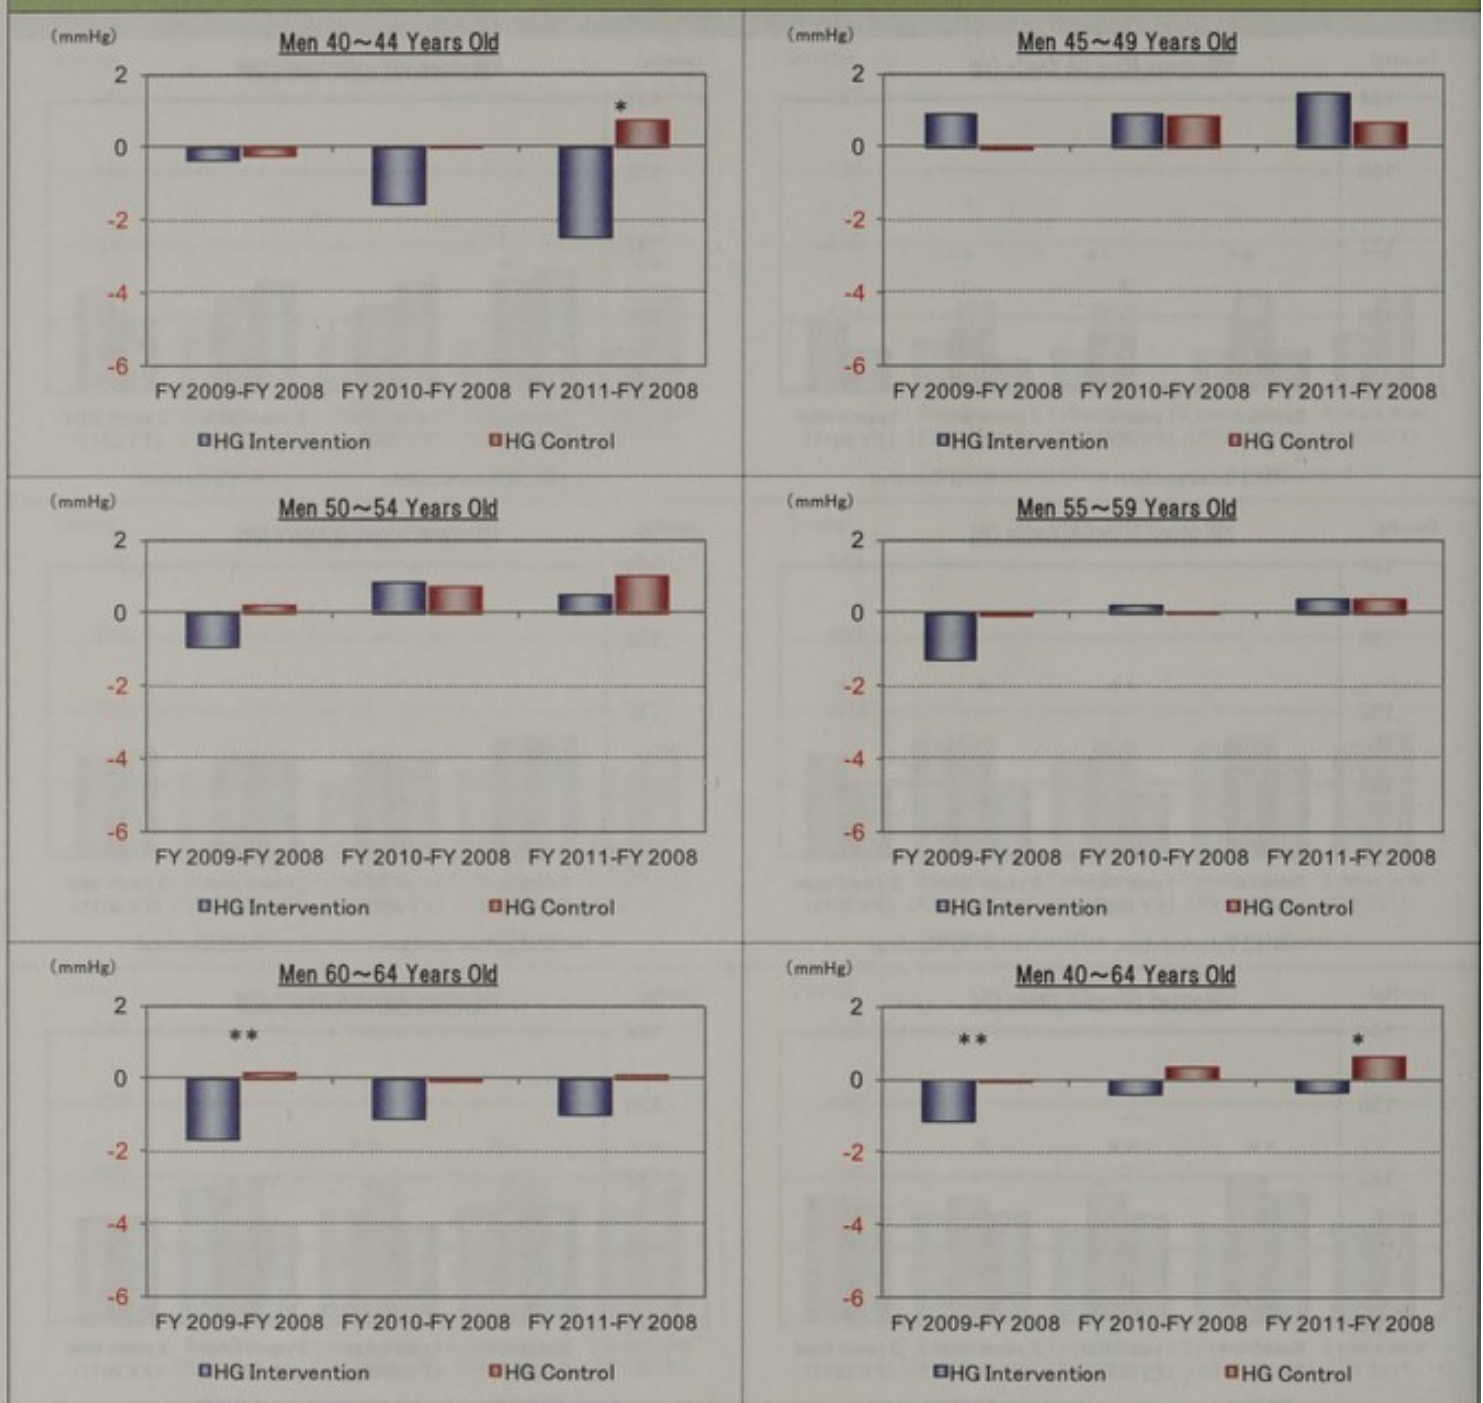 (mmHg)
Men 40～44 Years Old
2
*
0
-2
-4
-6
FY 2009-FY 2008 FY 2010-FY 2008 FY 2011-FY 2008
HG Intervention HG Control
(mmHg)
Men 45～49 Years Old
2
0
-2
-4
-6
FY 2009-FY 2008 FY 2010-FY 2008 FY 2011-FY 2008
HG Intervention HG Control
(mmHg)
Men 50～54 Years Old
2
0
-2
-4
-6
FY 2009-FY 2008 FY 2010-FY 2008 FY 2011-FY 2008
HG Intervention HG Control
(mmHg)
Men 55～59 Years Old
2
0
-2
-4
-6
FY 2009-FY 2008 FY 2010-FY 2008 FY 2011-FY 2008
HG Intervention HG Control
(mmHg)
Men 60～64 Years Old
2
**
0
-2
-4
-6
FY 2009-FY 2008 FY 2010-FY 2008 FY 2011-FY 2008
HG Intervention HG Control
(mmHg)
Men 40～64 Years Old
2
** *
0
-2
-4
-6
FY 2009-FY 2008 FY 2010-FY 2008 FY 2011-FY 2008
HG Intervention HG Control